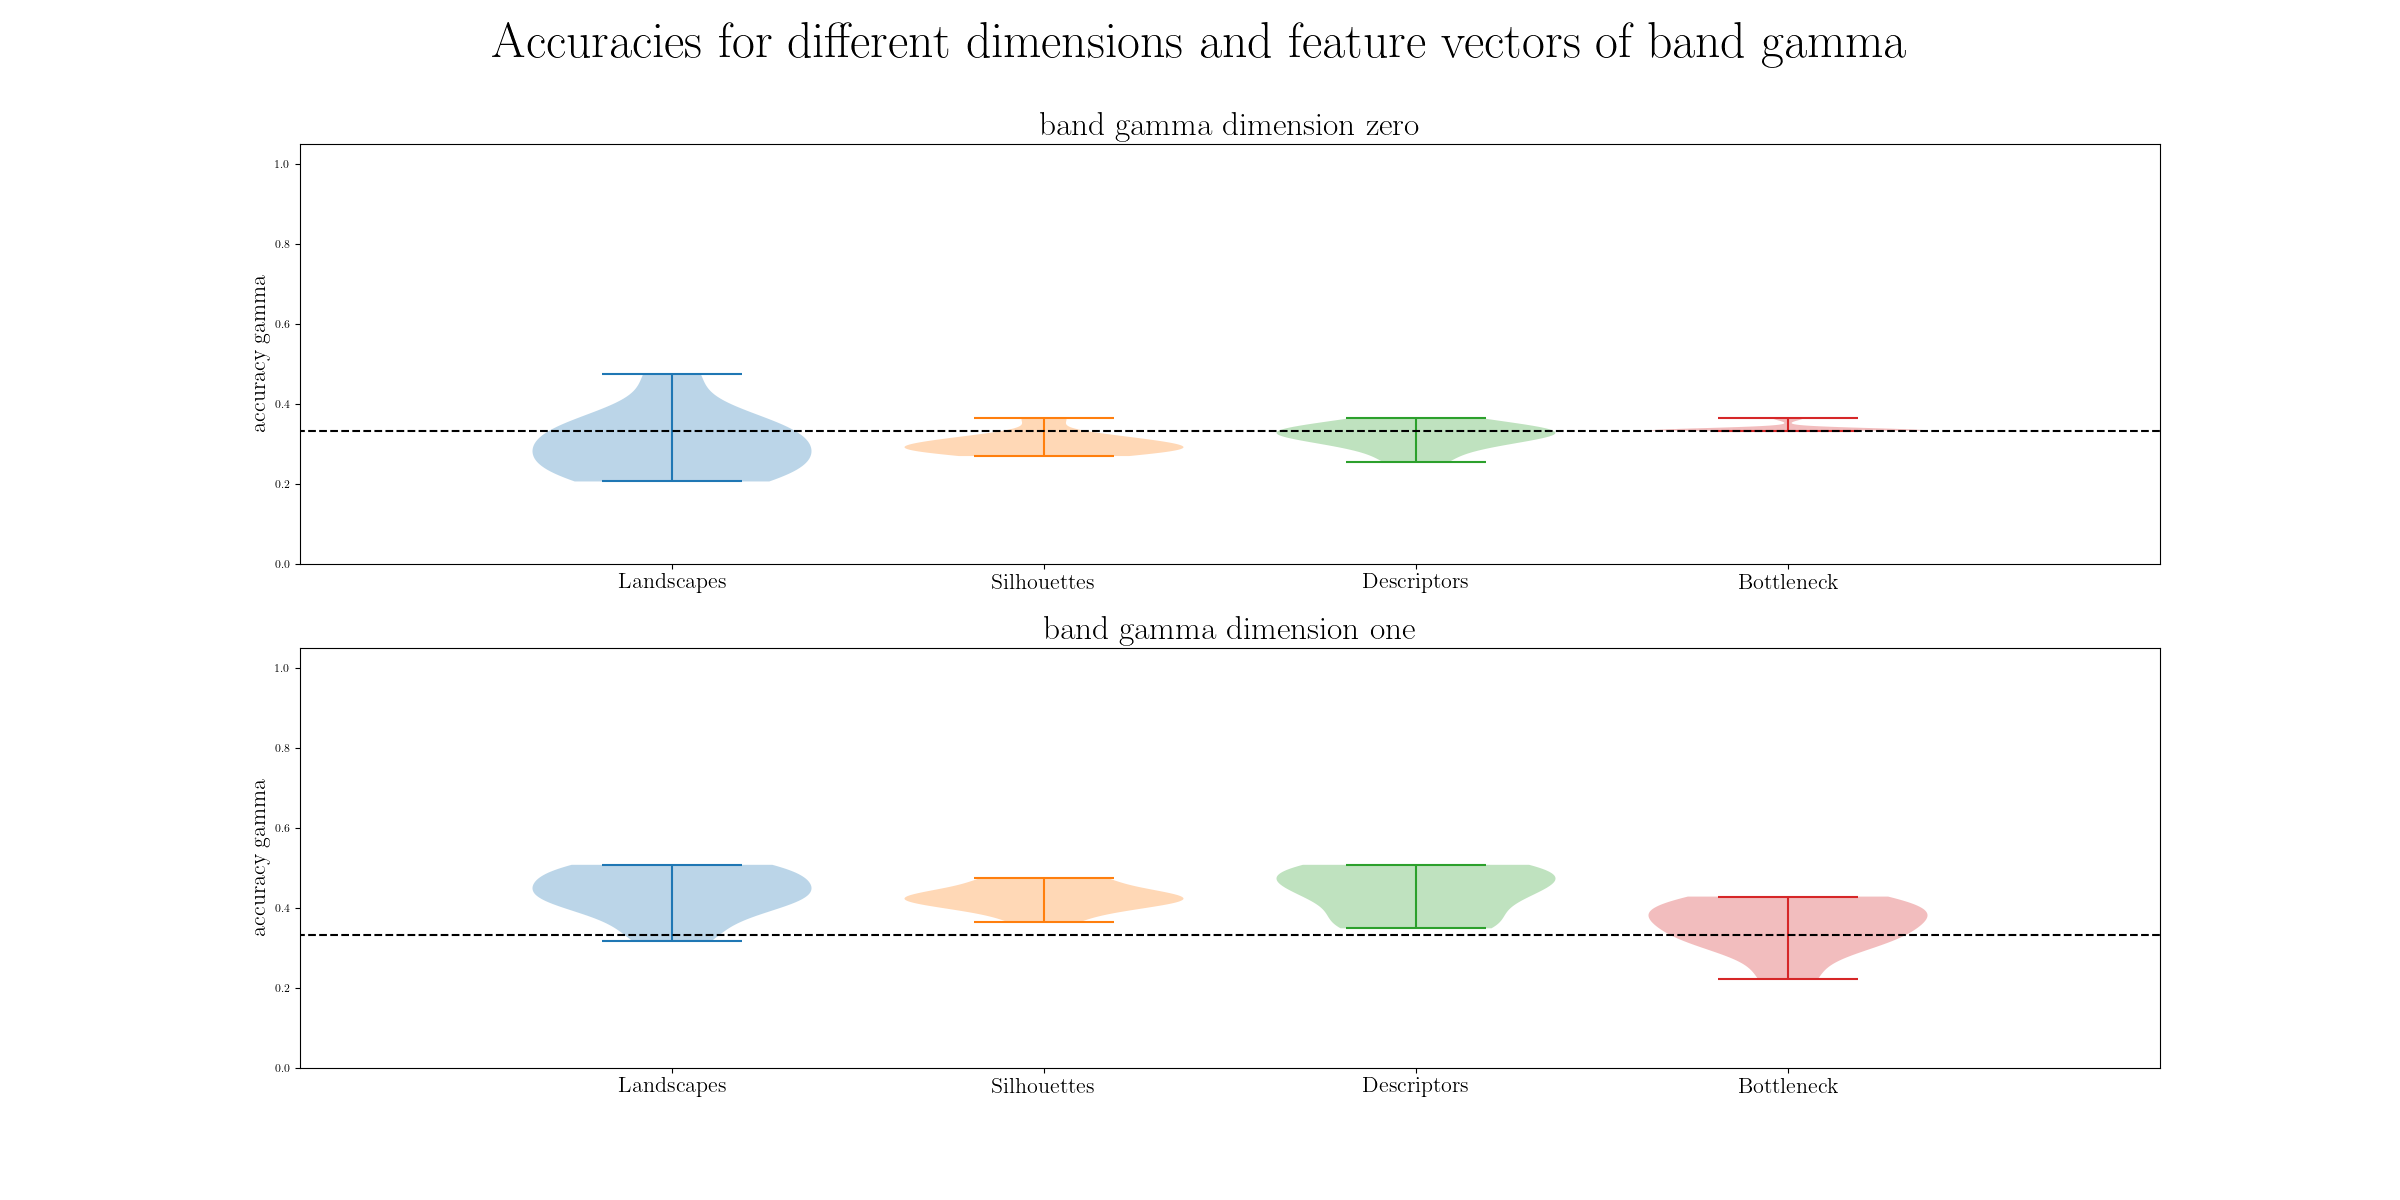 Accuracies for different dimensions and feature vectors of band gamma
band gamma dimension zero
accuracy gamma
1.0
0.8
0.6
0.4
0.2
0.0
Landscapes Silhouettes Descriptors Bottleneck
band gamma dimension one
accuracy gamma
1.0
0.8
0.6
0.4
0.2
0.0
Landscapes Silhouettes Descriptors Bottleneck